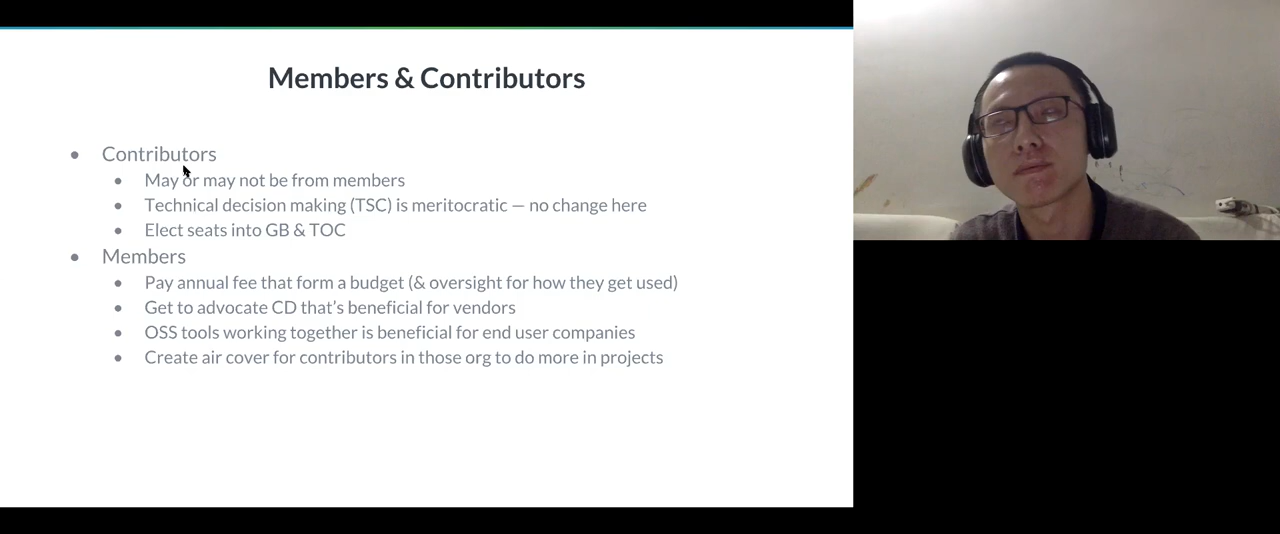 Members & Contributors
Contributors
May or may not be from members
Technical decision making (TSC) is meritocratic — no change here
Elect seats into GB & TOC
Members
Pay annual fee that form a budget (& oversight for how they get used)
Get to advocate CD that's beneficial for vendors
OSS tools working together is beneficial for end user companies
Create air cover for contributors in those org to do more in projects